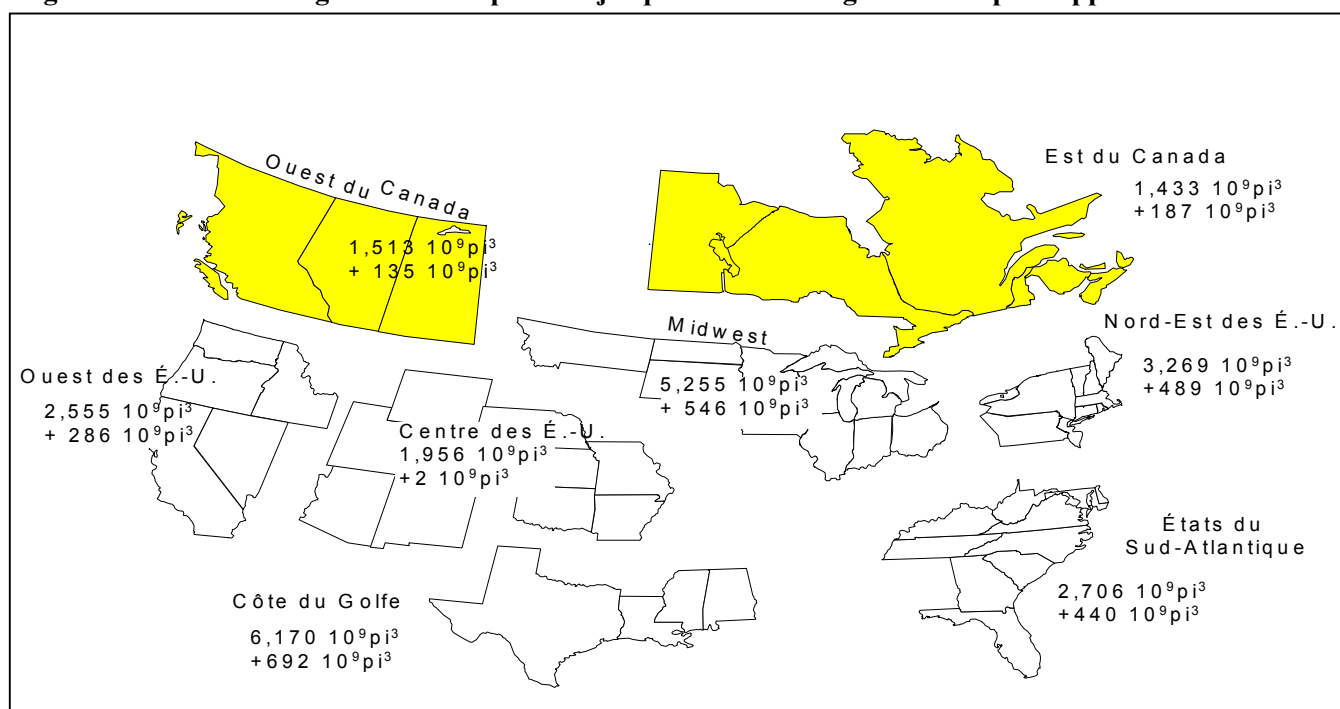 Ouest du Canada
1,513 10⁹pi³
+ 135 10⁹pi³
Est du Canada
1,433 10⁹pi³
+187 10⁹pi³
Ouest des É.-U.
2,555 10⁹pi³
+ 286 10⁹pi³
Centre des É.-U.
1,956 10⁹pi³
+2 10⁹pi³
Midwest
5,255 10⁹pi³
+ 546 10⁹pi³
Nord-Est des É.-U.
3,269 10⁹pi³
+489 10⁹pi³
Côte du Golfe
6,170 10⁹pi³
+692 10⁹pi³
États du
Sud-Atlantique
2,706 10⁹pi³
+440 10⁹pi³